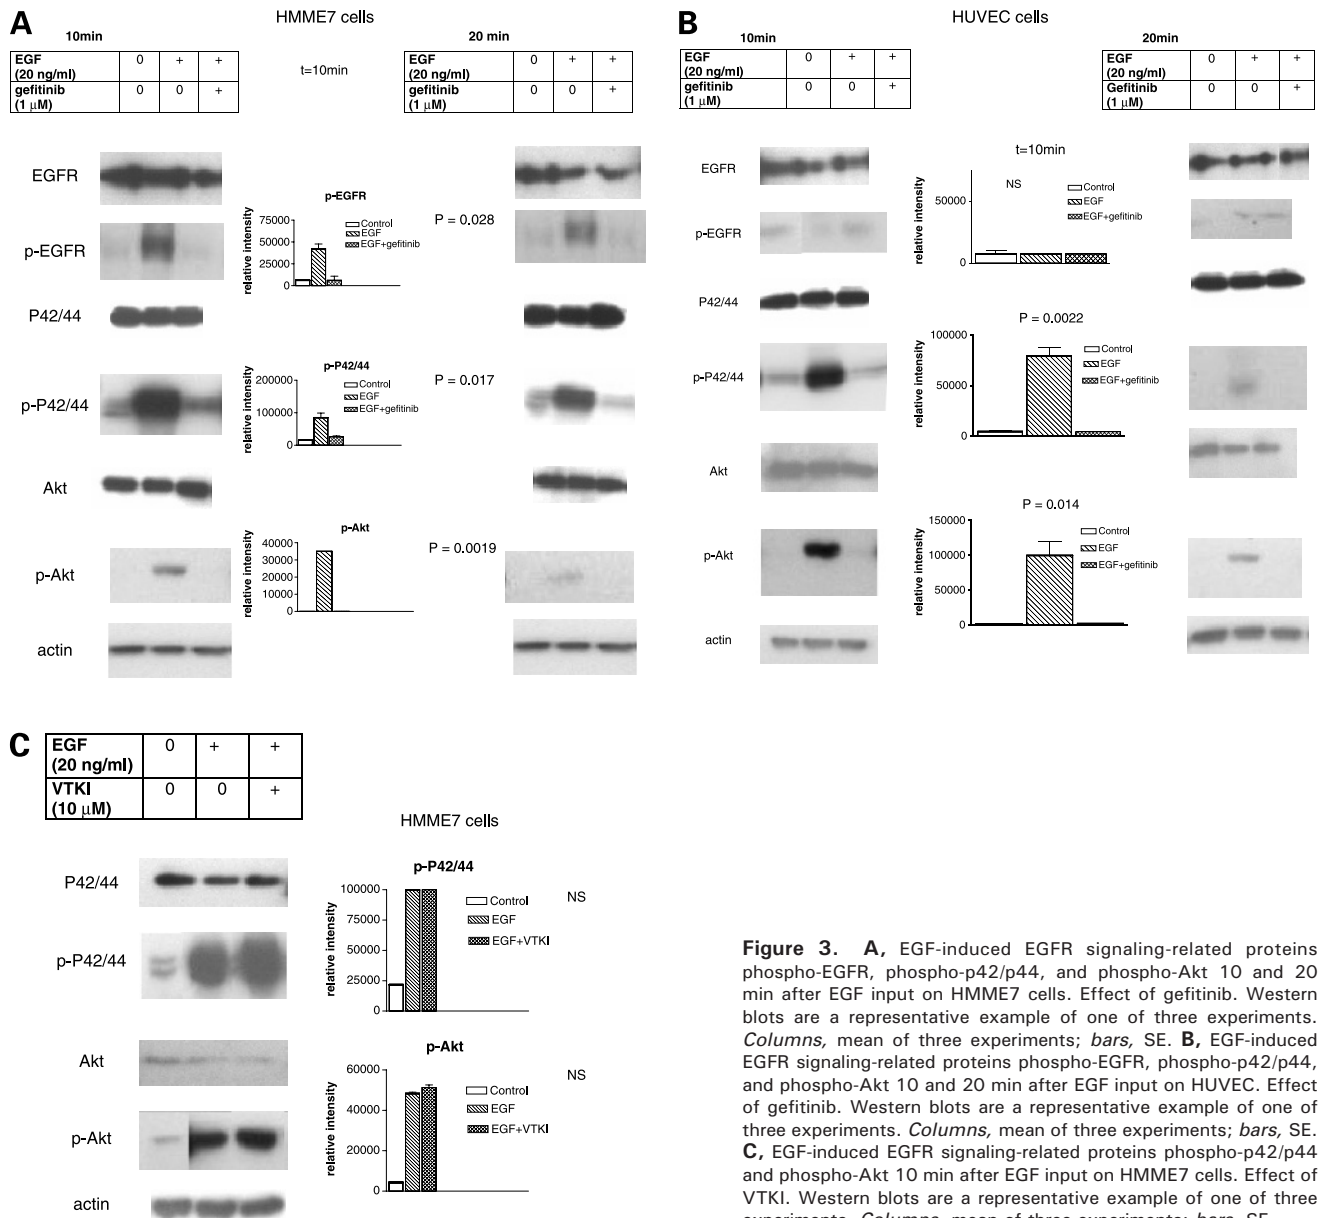 A
HMME7 cells
10min
EGF 0 + +
(20 ng/ml)
gefitinib 0 0 +
(1 μM)
t=10min
20 min
EGF 0 + +
(20 ng/ml)
gefitinib 0 0 +
(1 μM)
EGFR
p-EGFR
P42/44
p-P42/44
Akt
p-Akt
actin
p-EGFR
relative intensity
75000
50000
25000
0
Control
EGF
EGF+gefitinib
P = 0.028
p-P42/44
relative intensity
200000
100000
0
Control
EGF
EGF+gefitinib
P = 0.017
p-Akt
relative intensity
40000
30000
20000
10000
0
P = 0.0019
B
HUVEC cells
10min
EGF 0 + +
(20 ng/ml)
gefitinib 0 0 +
(1 μM)
20min
EGF 0 + +
(20 ng/ml)
Gefitinib 0 0 +
(1 μM)
EGFR
p-EGFR
P42/44
p-P42/44
Akt
p-Akt
actin
t=10min
NS
relative intensity
50000
0
Control
EGF
EGF+gefitinib
P = 0.0022
relative intensity
100000
50000
0
Control
EGF
EGF+gefitinib
P = 0.014
relative intensity
150000
100000
50000
0
Control
EGF
EGF+gefitinib
C
EGF 0 + +
(20 ng/ml)
VTKI 0 0 +
(10 μM)
HMME7 cells
P42/44
p-P42/44
Akt
p-Akt
actin
p-P42/44
relative intensity
100000
75000
50000
25000
0
Control
EGF
EGF+VTKI
NS
p-Akt
relative intensity
60000
40000
20000
0
Control
EGF
EGF+VTKI
NS
Figure 3. A, EGF-induced EGFR signaling-related proteins
phospho-EGFR, phospho-p42/p44, and phospho-Akt 10 and 20
min after EGF input on HMME7 cells. Effect of gefitinib. Western
blots are a representative example of one of three experiments.
Columns, mean of three experiments; bars, SE. B, EGF-induced
EGFR signaling-related proteins phospho-EGFR, phospho-p42/p44,
and phospho-Akt 10 and 20 min after EGF input on HUVEC. Effect
of gefitinib. Western blots are a representative example of one of
three experiments. Columns, mean of three experiments; bars, SE.
C, EGF-induced EGFR signaling-related proteins phospho-p42/p44
and phospho-Akt 10 min after EGF input on HMME7 cells. Effect of
VTKI. Western blots are a representative example of one of three
experiments. Columns, mean of three experiments; bars, SE.